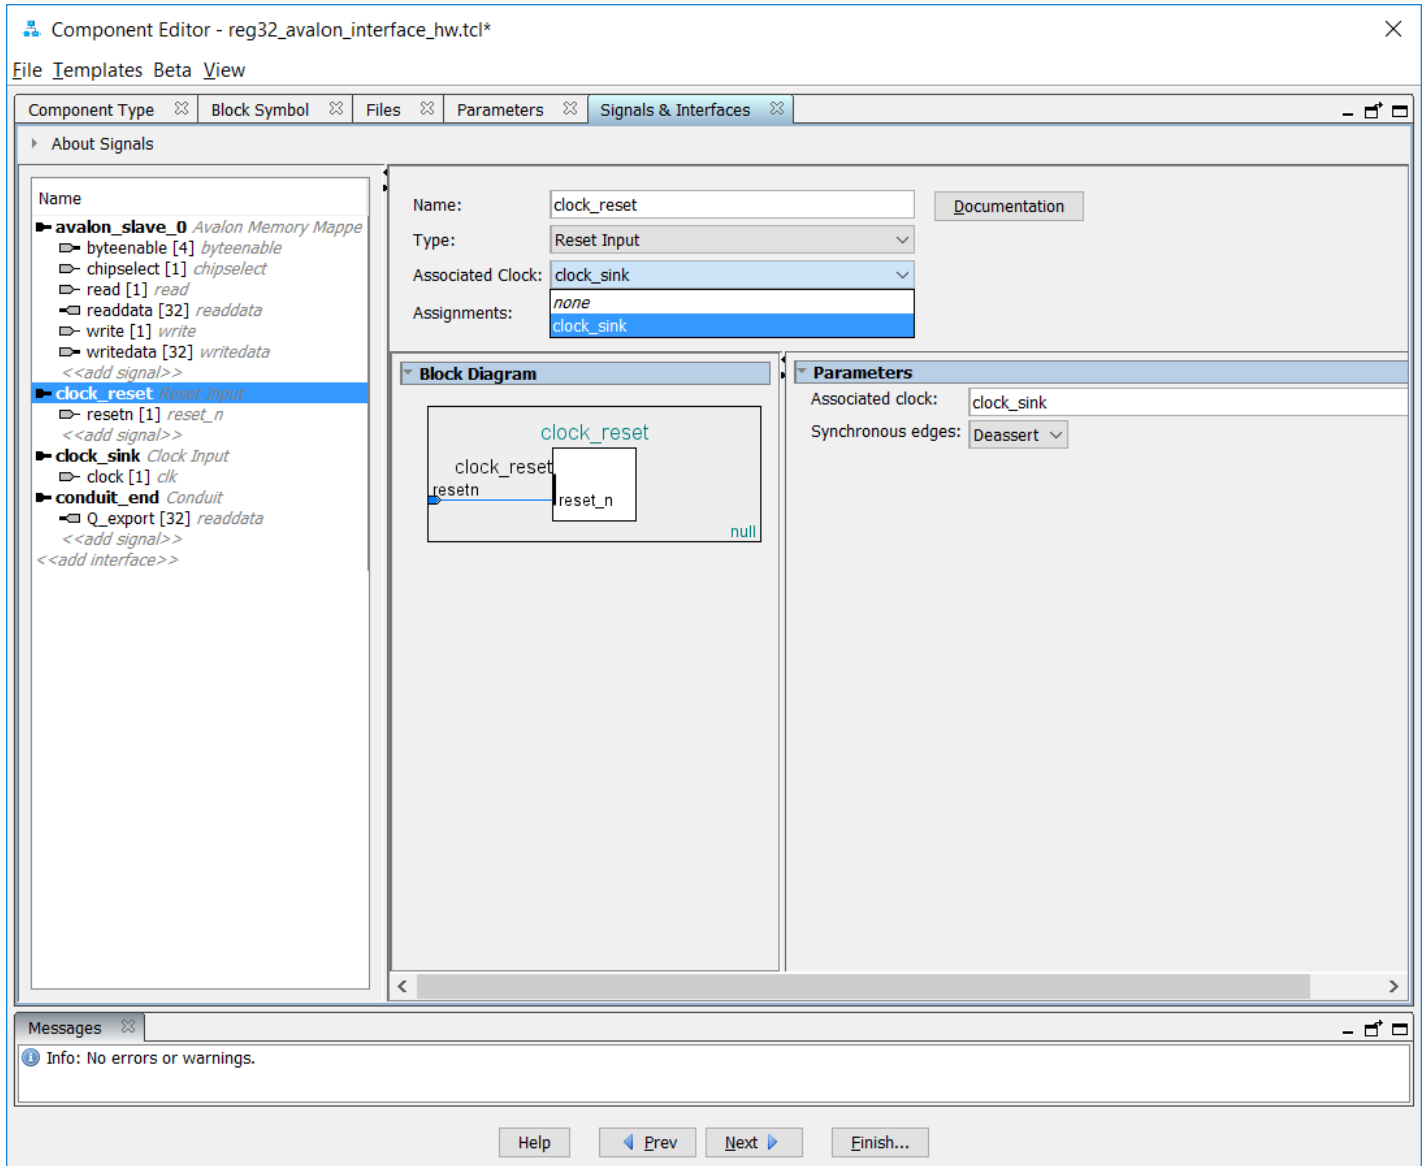 Component Editor - reg32_avalon_interface_hw.tcl*
File Templates Beta View
Component Type Block Symbol Files Parameters Signals & Interfaces
About Signals
Name
avalon_slave_0 Avalon Memory Mappe
byteenable [4] byteenable
chipselect [1] chipselect
read [1] read
readdata [32] readdata
write [1] write
writedata [32] writedata
<<add signal>>
clock_reset Reset Input
resetn [1] reset_n
<<add signal>>
clock_sink Clock Input
clock [1] clk
conduit_end Conduit
Q_export [32] readdata
<<add signal>>
<<add interface>>
Name: clock_reset Documentation
Type: Reset Input
Associated Clock: clock_sink
none
Assignments:
clock_sink
Block Diagram
clock_reset
clock_reset
resetn
reset_n
null
Parameters
Associated clock: clock_sink
Synchronous edges: Deassert
Messages
Info: No errors or warnings.
Help Prev Next Finish...